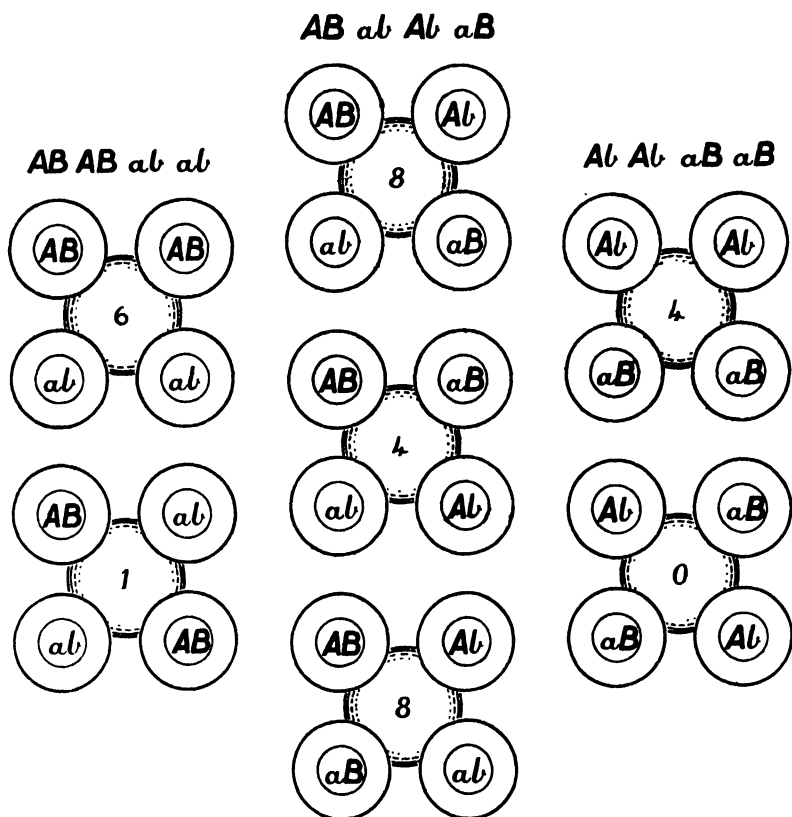 AB ab Ab aB
AB Ab
8
ab aB
AB AB ab ab
AB AB
6
ab ab
Ab Ab aB aB
Ab Ab
4
aB aB
AB aB
4
ab Ab
AB ab
1
ab AB
Ab aB
0
aB Ab
AB Ab
8
aB ab